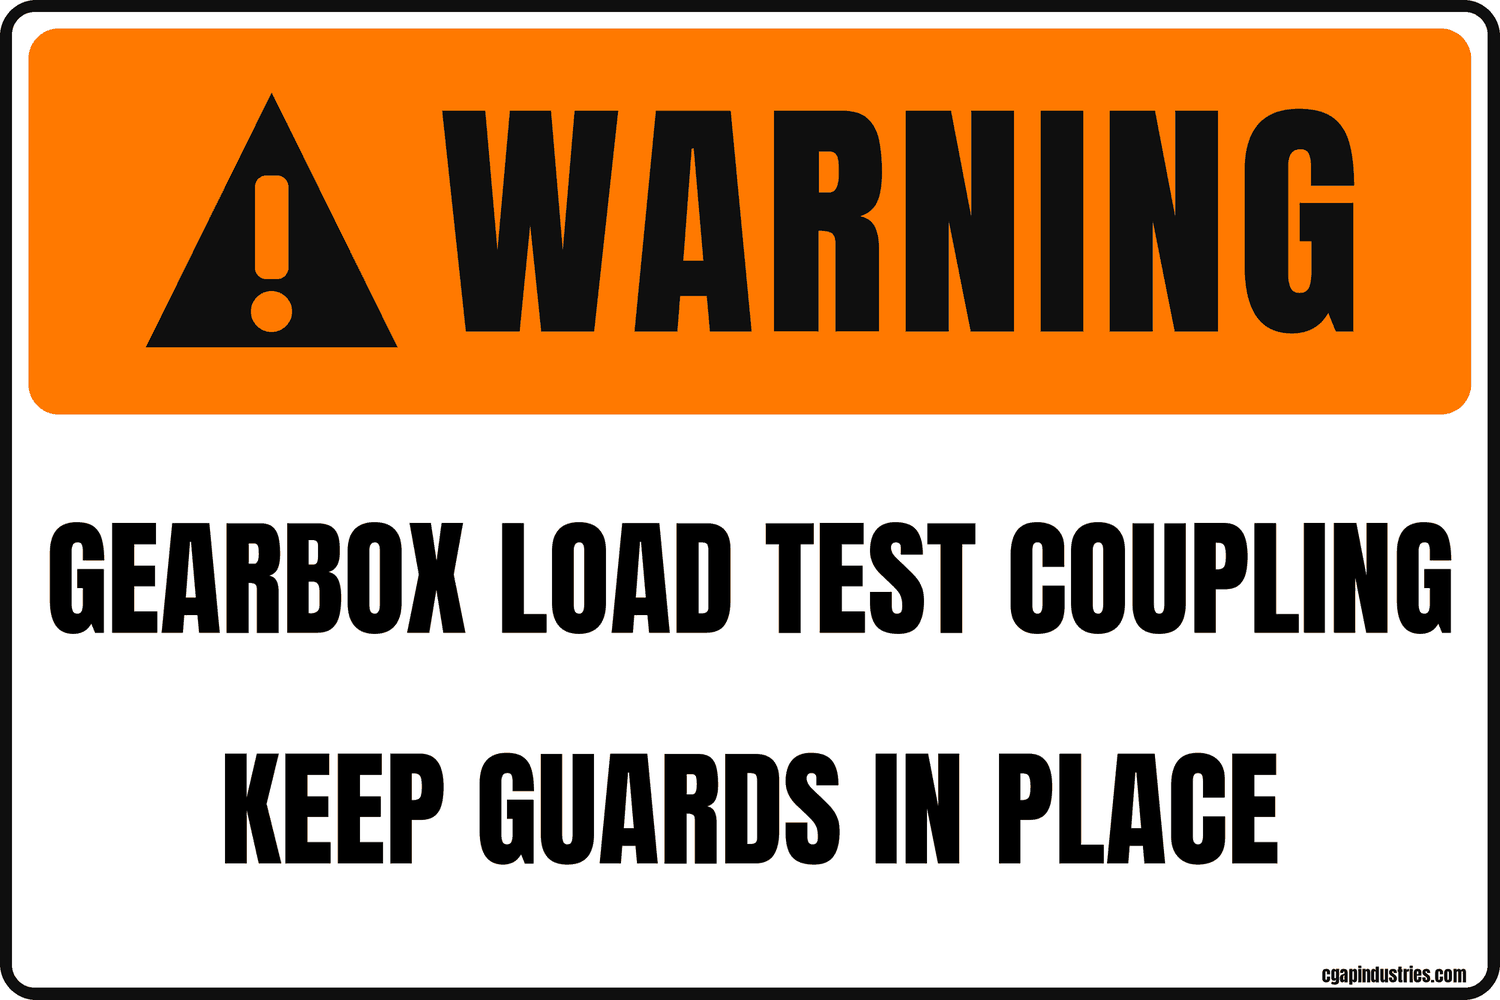 WARNING
GEARBOX LOAD TEST COUPLING
KEEP GUARDS IN PLACE
cgapindustries.com